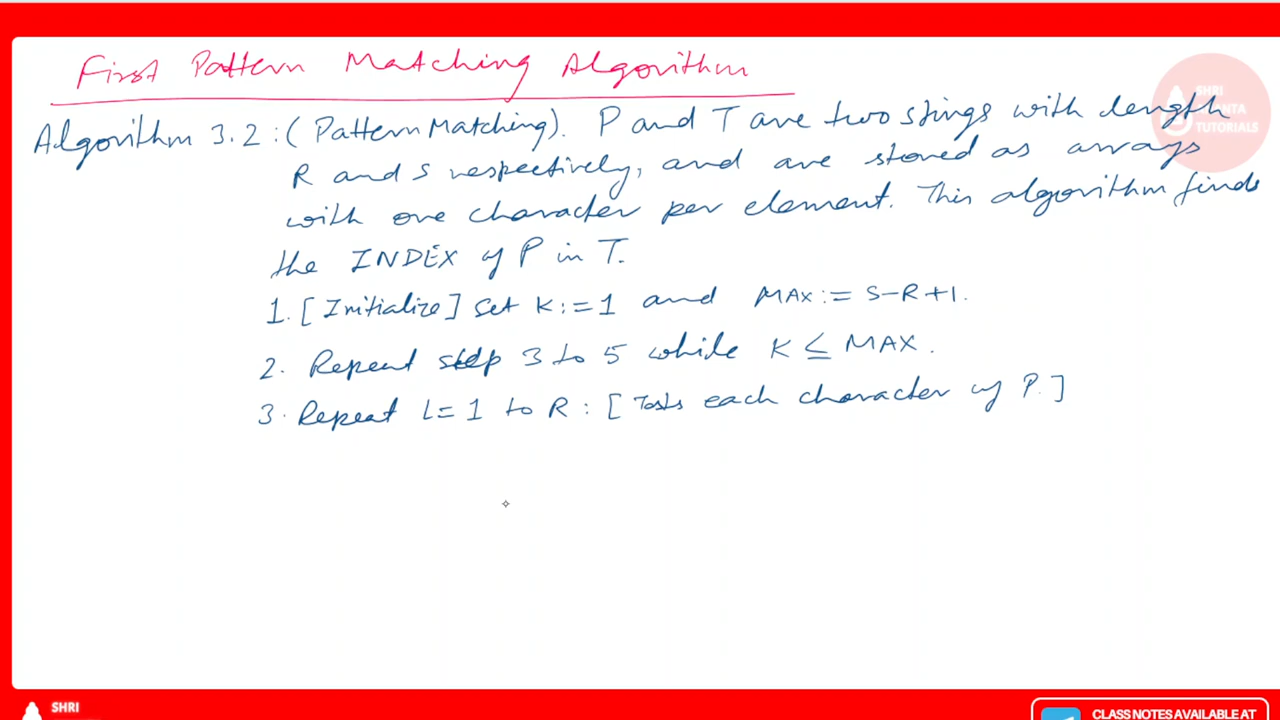 First Pattern Matching Algorithm
Algorithm 3.2 : ( Pattern Matching ). P and T are two stings with length
R and S respectively, and are stored as arrays
with one character per element. This algorithm finds
the INDEX of P in T.
1. [ Initialize ] Set K := 1 and MAX := S-R+1.
2. Repeat step 3 to 5 while K ≤ MAX.
3. Repeat L = 1 to R : [ Tests each character of P. ]
SHRI
TUTORIALS
SHRI
CLASS NOTES AVAILABLE AT